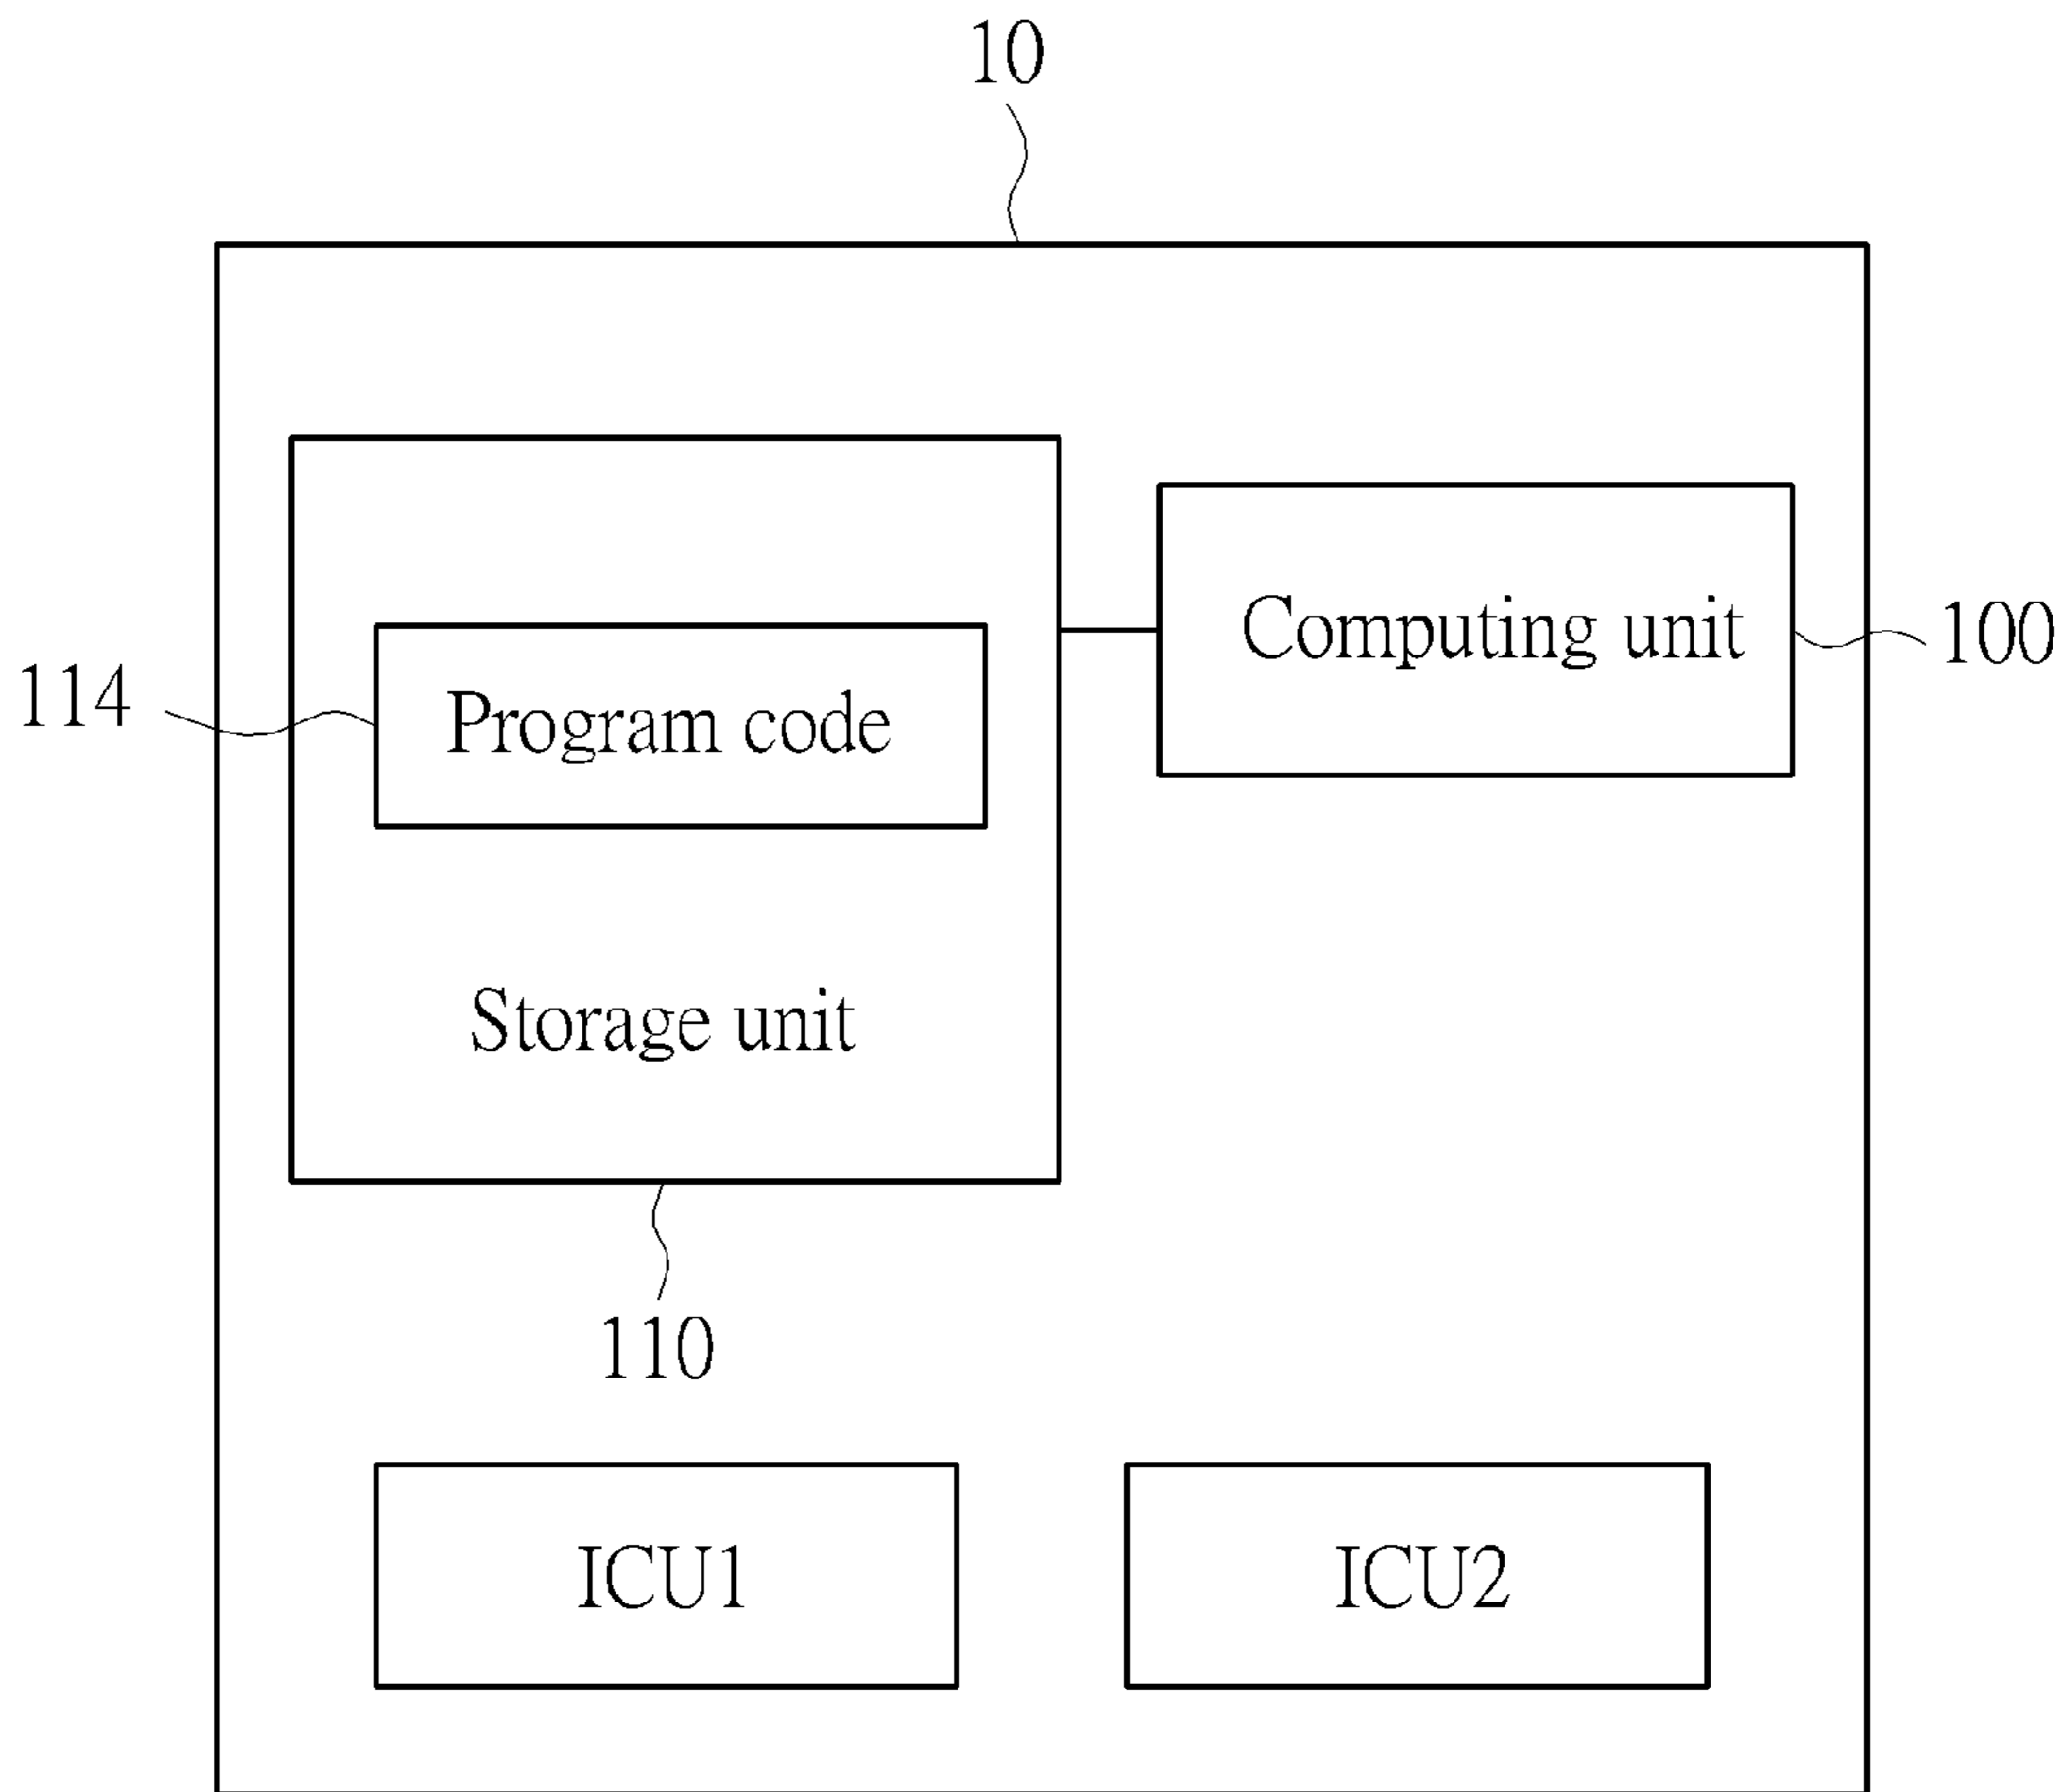 10
Computing unit
100
114
Program code
Storage unit
110
ICU1
ICU2